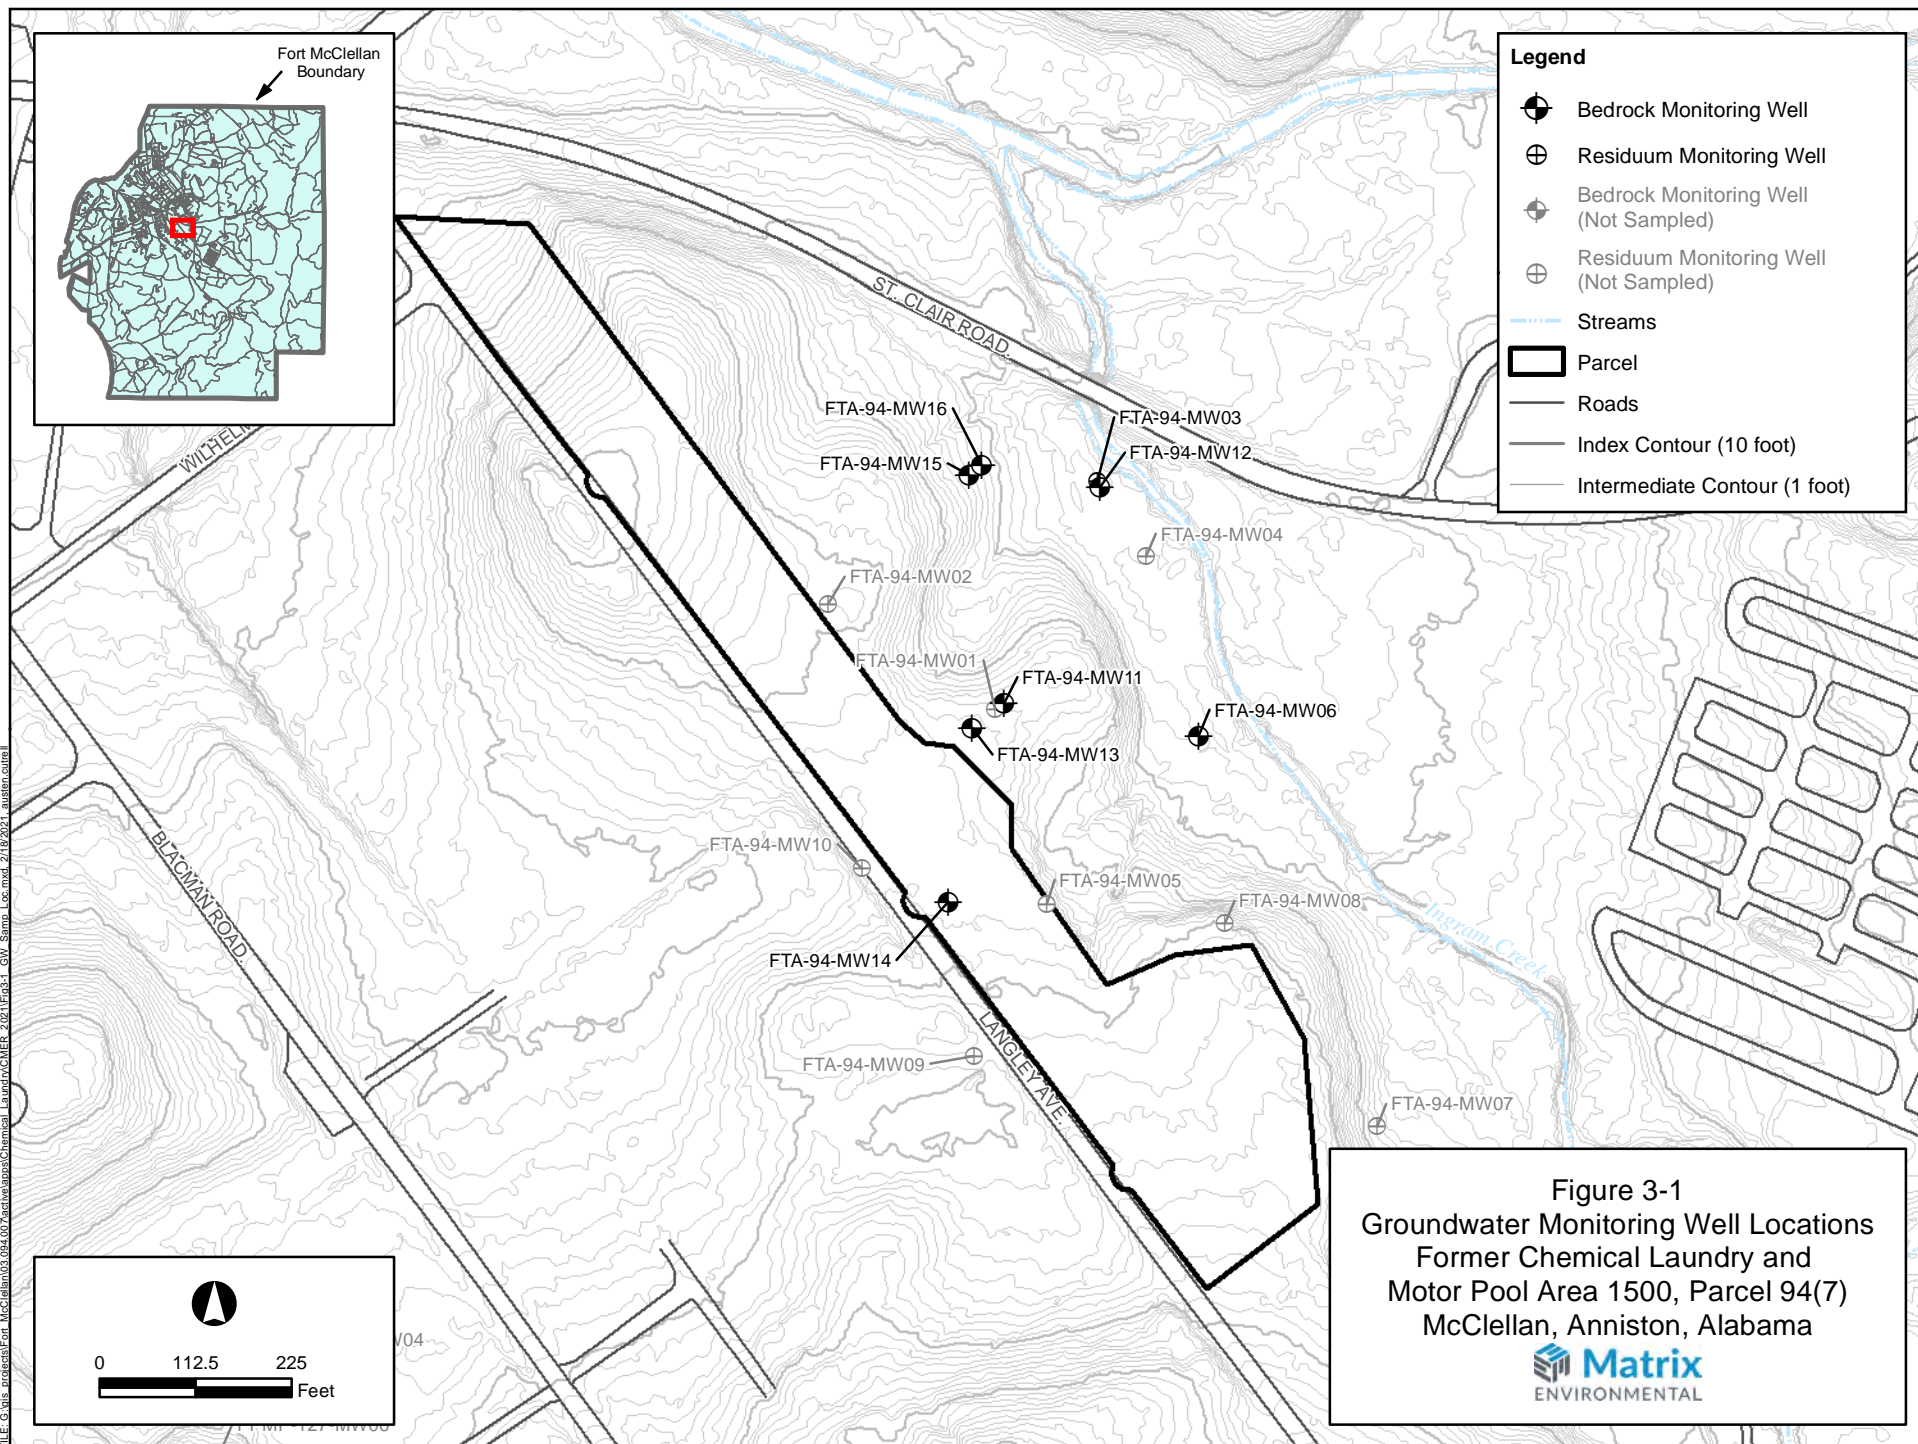 Fort McClellan
Boundary
Legend
Bedrock Monitoring Well
Residuum Monitoring Well
Bedrock Monitoring Well
(Not Sampled)
Residuum Monitoring Well
(Not Sampled)
Streams
Parcel
Roads
Index Contour (10 foot)
Intermediate Contour (1 foot)
ST. CLAIR ROAD.
WILHELM
BLACMAN ROAD.
LANGLEY AVE.
Ingram Creek
FTA-94-MW16
FTA-94-MW15
FTA-94-MW03
FTA-94-MW12
FTA-94-MW04
FTA-94-MW02
FTA-94-MW01
FTA-94-MW11
FTA-94-MW13
FTA-94-MW06
FTA-94-MW10
FTA-94-MW05
FTA-94-MW08
FTA-94-MW14
FTA-94-MW09
FTA-94-MW07
0 112.5 225
Feet
Figure 3-1
Groundwater Monitoring Well Locations
Former Chemical Laundry and
Motor Pool Area 1500, Parcel 94(7)
McClellan, Anniston, Alabama
Matrix
ENVIRONMENTAL